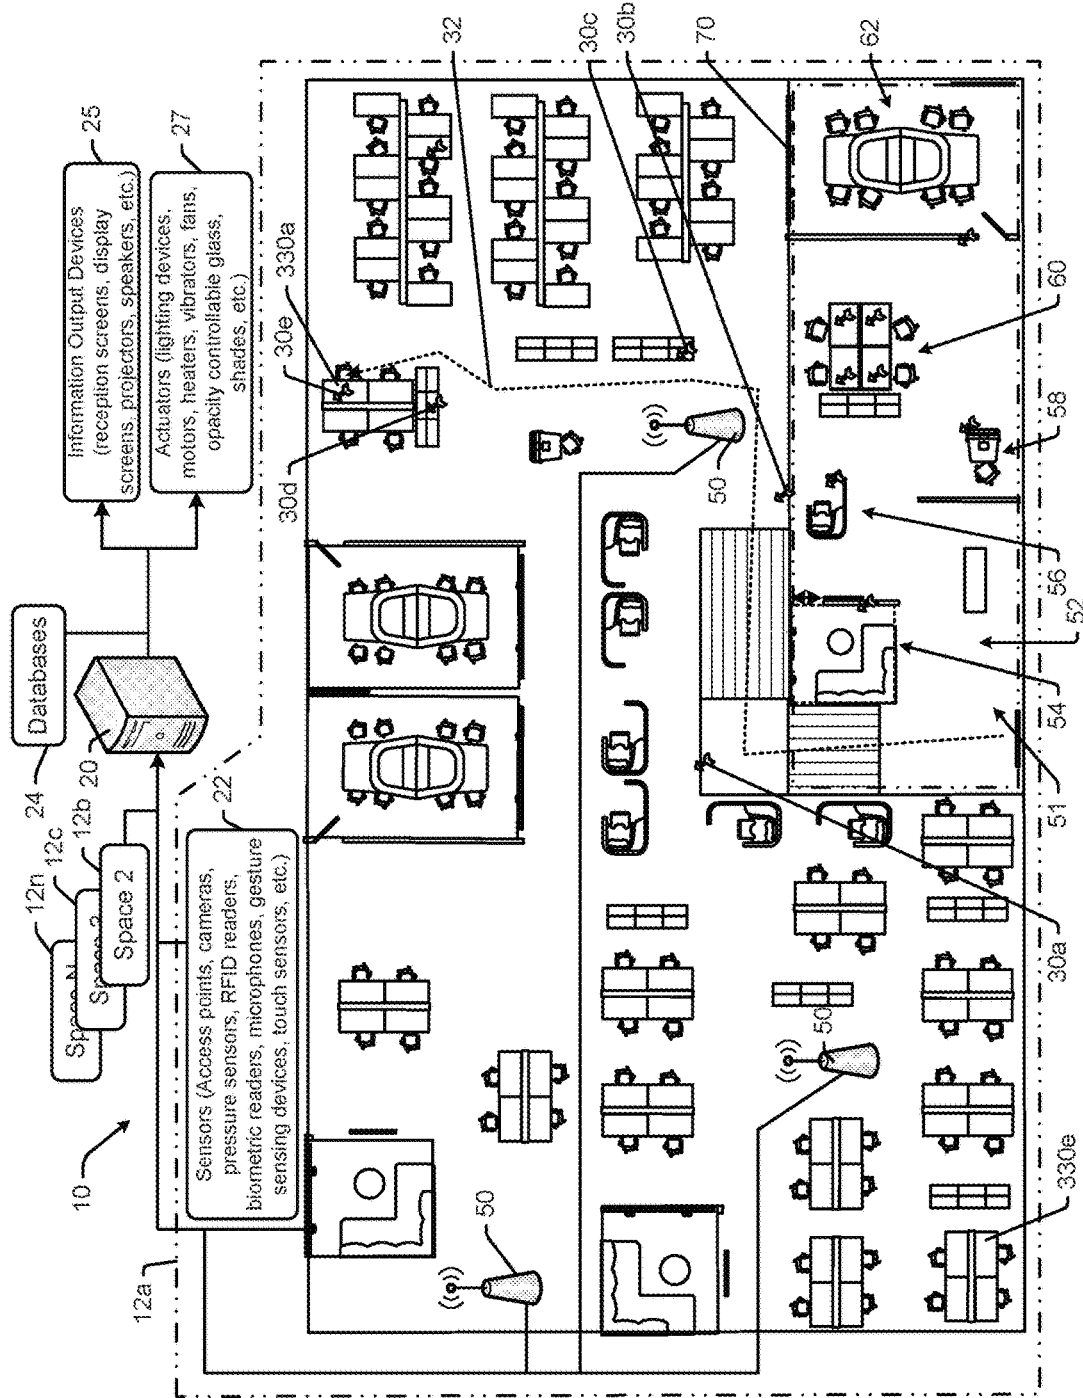 12n
12c
12b
24
Databases
25
Space N
Space 3
Space 2
20
10
Information Output Devices
(reception screens, display
screens, projectors, speakers, etc.)
27
Actuators (lighting devices,
motors, heaters, vibrators, fans,
opacity controllable glass,
shades, etc.)
12a
22
Sensors (Access points, cameras,
pressure sensors, RFID readers,
biometric readers, microphones, gesture
sensing devices, touch sensors, etc.)
330a
30e
30d
32
50
30c
30b
50
70
50
62
30a
51
54
52
56
58
60
330e